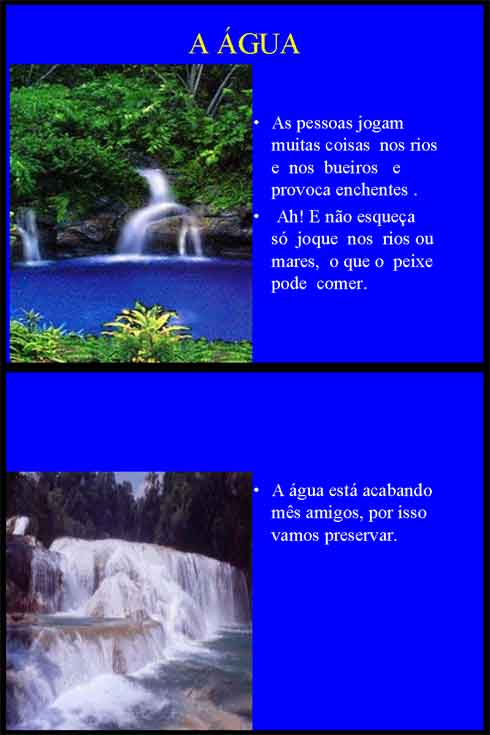 A ÁGUA
• As pessoas jogam
muitas coisas nos rios
e nos bueiros e
provoca enchentes .
• Ah! E não esqueça
só joque nos rios ou
mares, o que o peixe
pode comer.
• A água está acabando
mês amigos, por isso
vamos preservar.